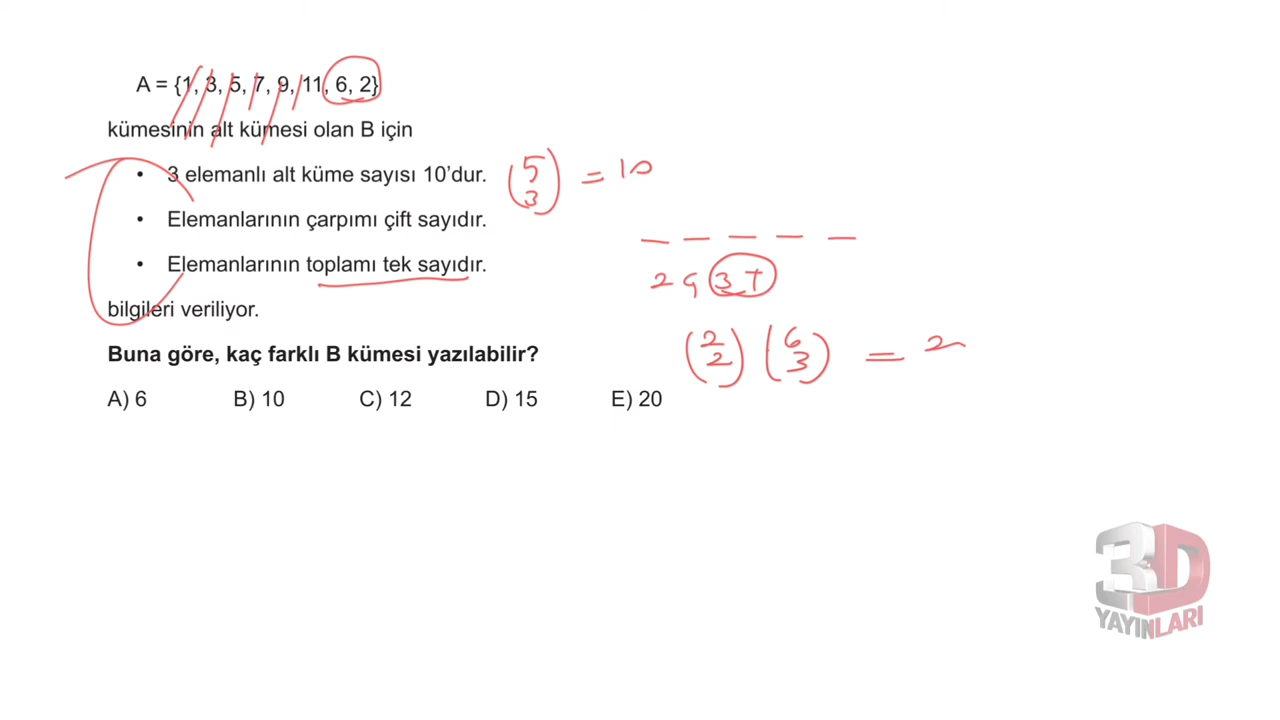 A = {1, 3, 5, 7, 9, 11, 6, 2}
kümesinin alt kümesi olan B için
• 3 elemanlı alt küme sayısı 10'dur.
(5 3) = 10
• Elemanlarının çarpımı çift sayıdır.
• Elemanlarının toplamı tek sayıdır.
2 ç 3 T
bilgileri veriliyor.
Buna göre, kaç farklı B kümesi yazılabilir?
(2 2) (6 3) = 2
A) 6 B) 10 C) 12 D) 15 E) 20
3D
YAYINLARI